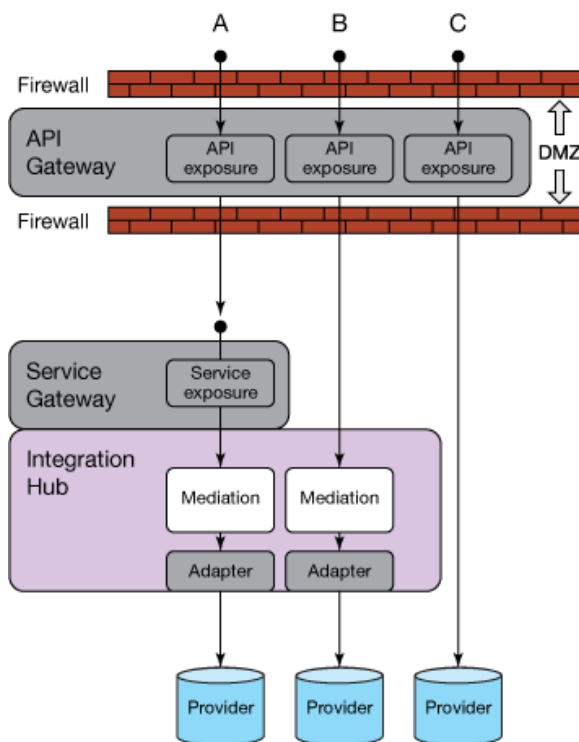 A B C
Firewall
API
Gateway
API
exposure
API
exposure
API
exposure
DMZ
Firewall
Service
Gateway
Service
exposure
Integration
Hub
Mediation
Mediation
Adapter
Adapter
Provider
Provider
Provider